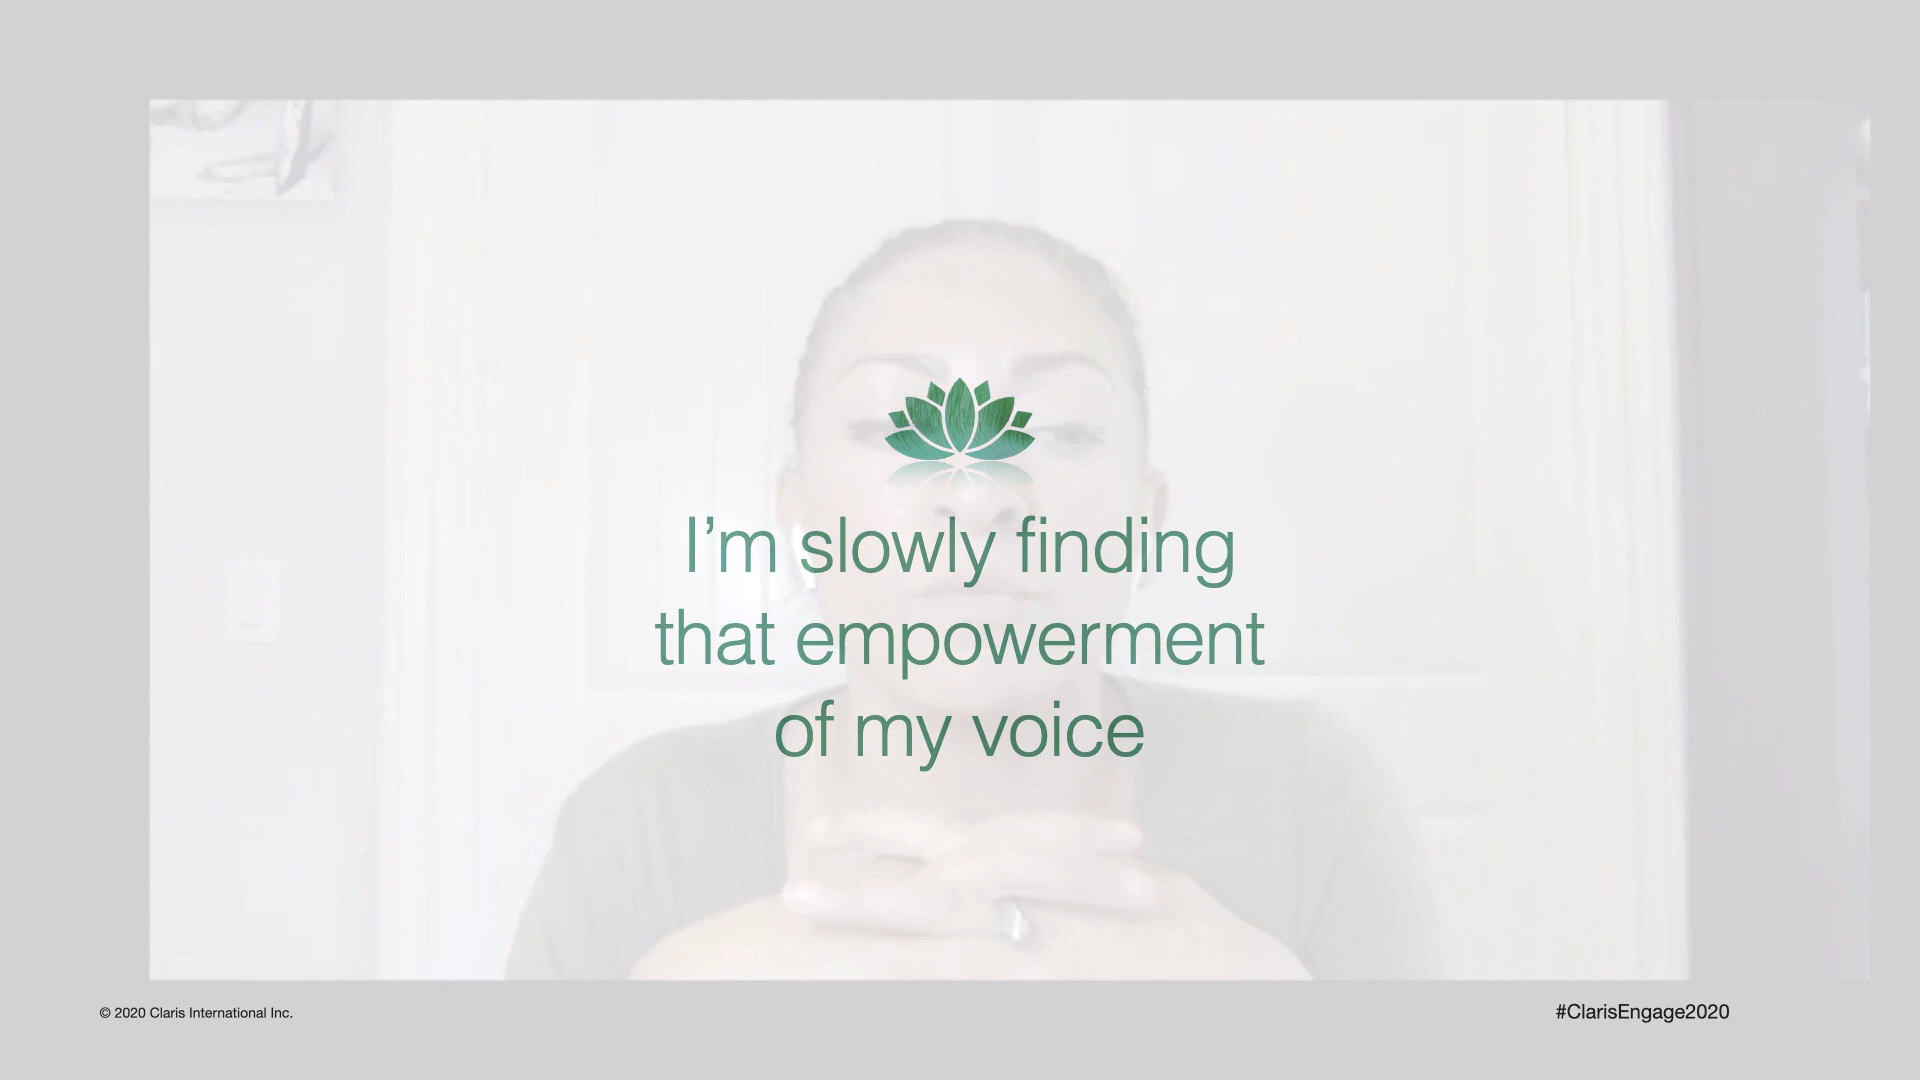 I’m slowly finding
that empowerment
of my voice
© 2020 Claris International Inc.
#ClarisEngage2020